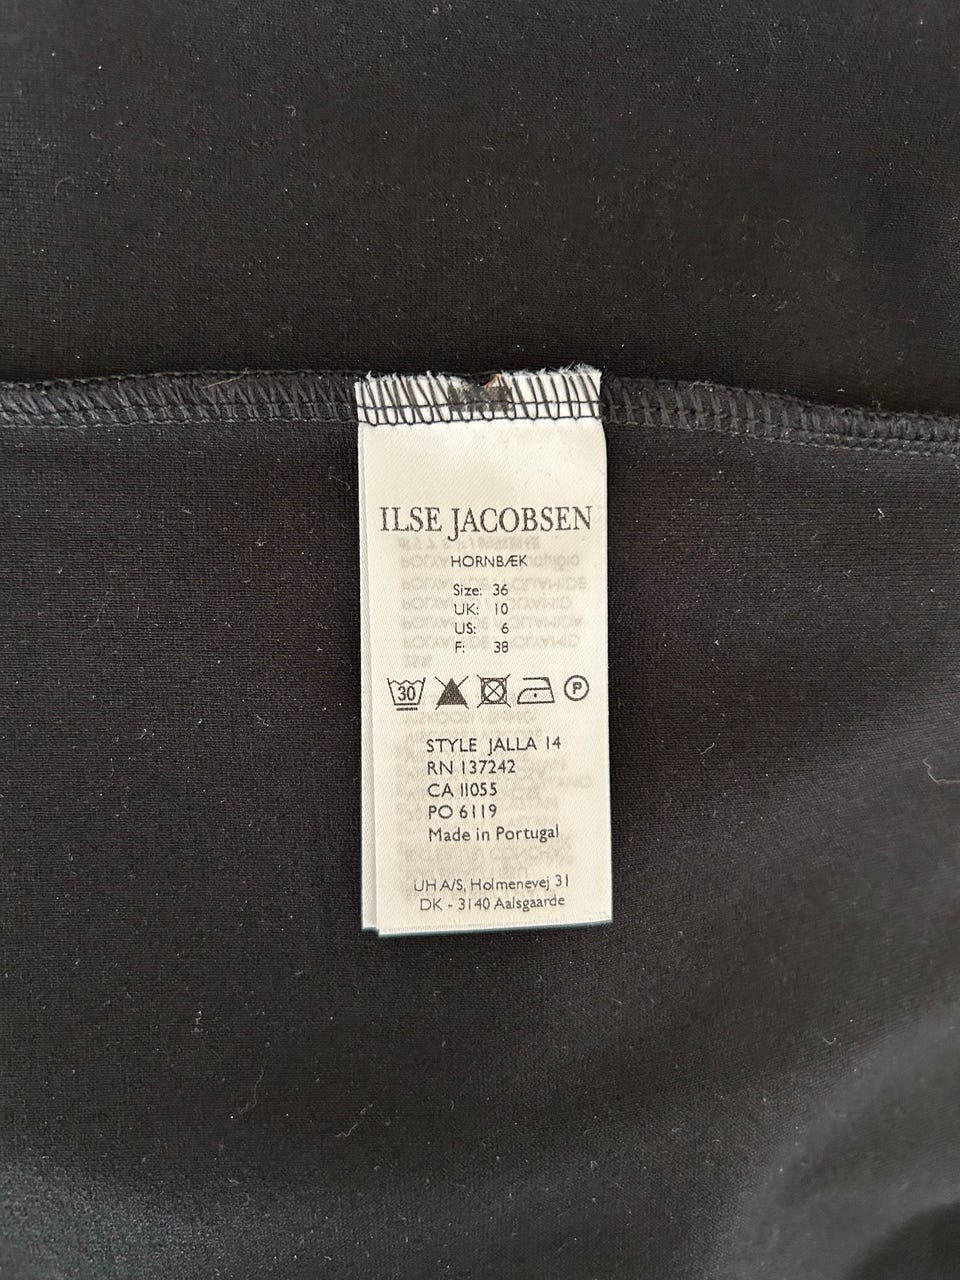 ILSE JACOBSEN
HORNBÆK
Size: 36
UK: 10
US: 6
F: 38
30 P
STYLE JALLA 14
RN 137242
CA 11055
PO 6119
Made in Portugal
UH A/S, Holmenevej 31
DK - 3140 Aalsgaarde